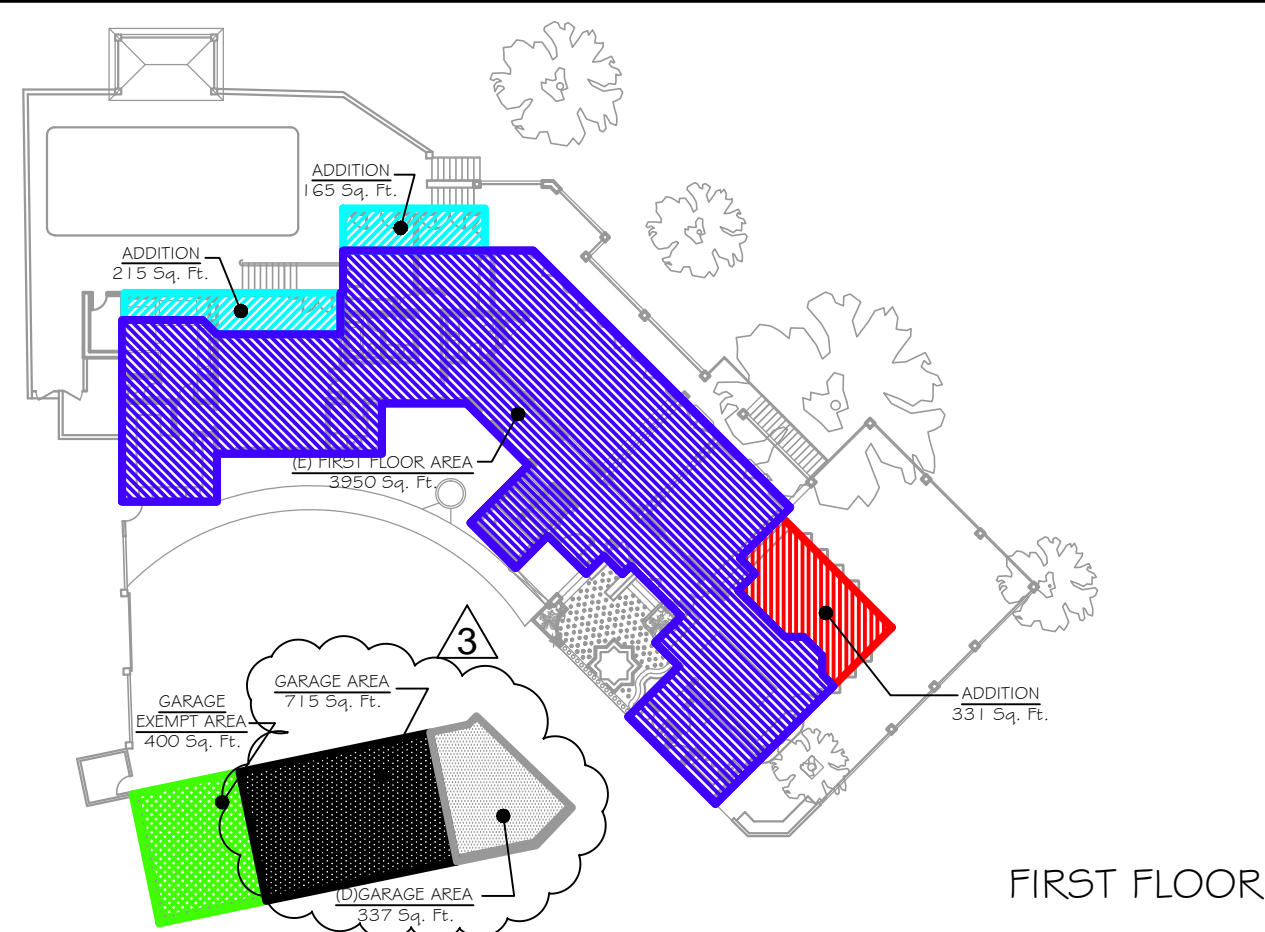 ADDITION
165 Sq. Ft.
ADDITION
215 Sq. Ft.
(E) FIRST FLOOR AREA
3950 Sq. Ft.
3
GARAGE AREA
715 Sq. Ft.
GARAGE
EXEMPT AREA
400 Sq. Ft.
ADDITION
331 Sq. Ft.
(D)GARAGE AREA
337 Sq. Ft.
FIRST FLOOR